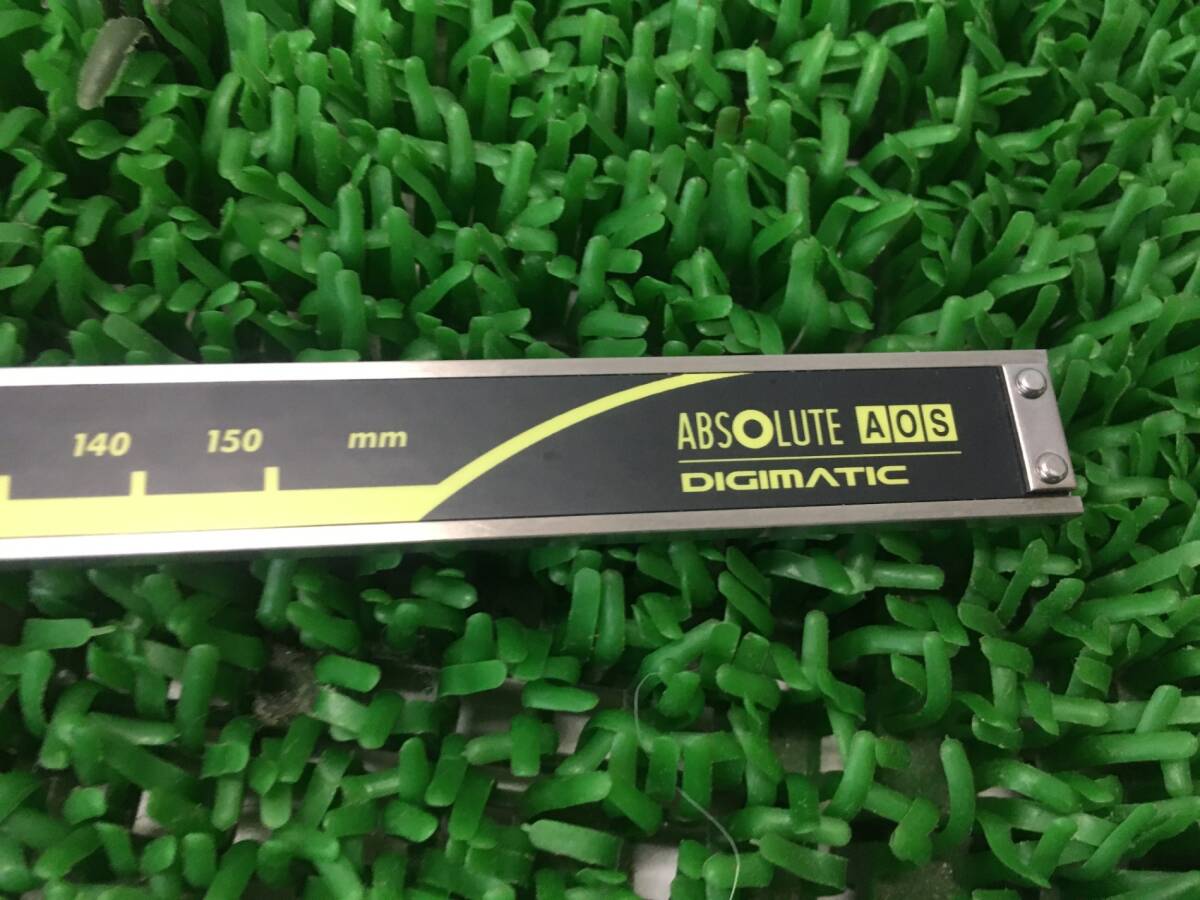 140 150 mm
ABSOLUTE AOS
DIGIMATIC